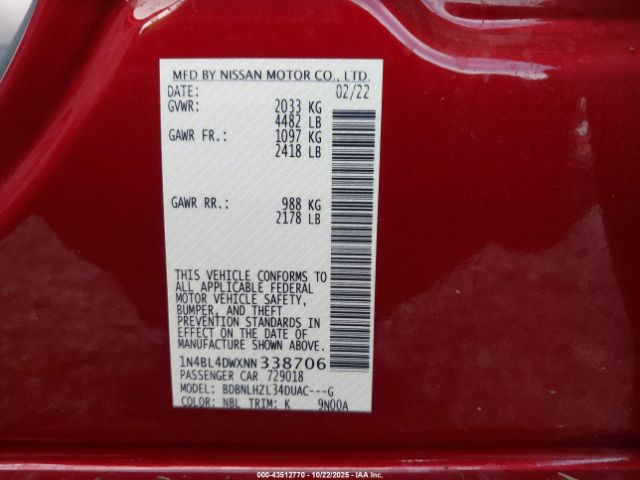 MFD BY NISSAN MOTOR CO., LTD.
DATE: 02/22
GVWR: 2033 KG
4482 LB
GAWR FR.: 1097 KG
2418 LB
GAWR RR.: 988 KG
2178 LB
THIS VEHICLE CONFORMS TO
ALL APPLICABLE FEDERAL
MOTOR VEHICLE SAFETY,
BUMPER, AND THEFT
PREVENTION STANDARDS IN
EFFECT ON THE DATE OF
MANUFACTURE SHOWN ABOVE.
1N4BL4DWXNN338706
PASSENGER CAR 729018
MODEL: BDBNLHZL34DUAC---G
COLOR: NBL TRIM: K 9N00A
000-43512770 - 10/22/2025 - Copyright © 2025, IAA, Inc.